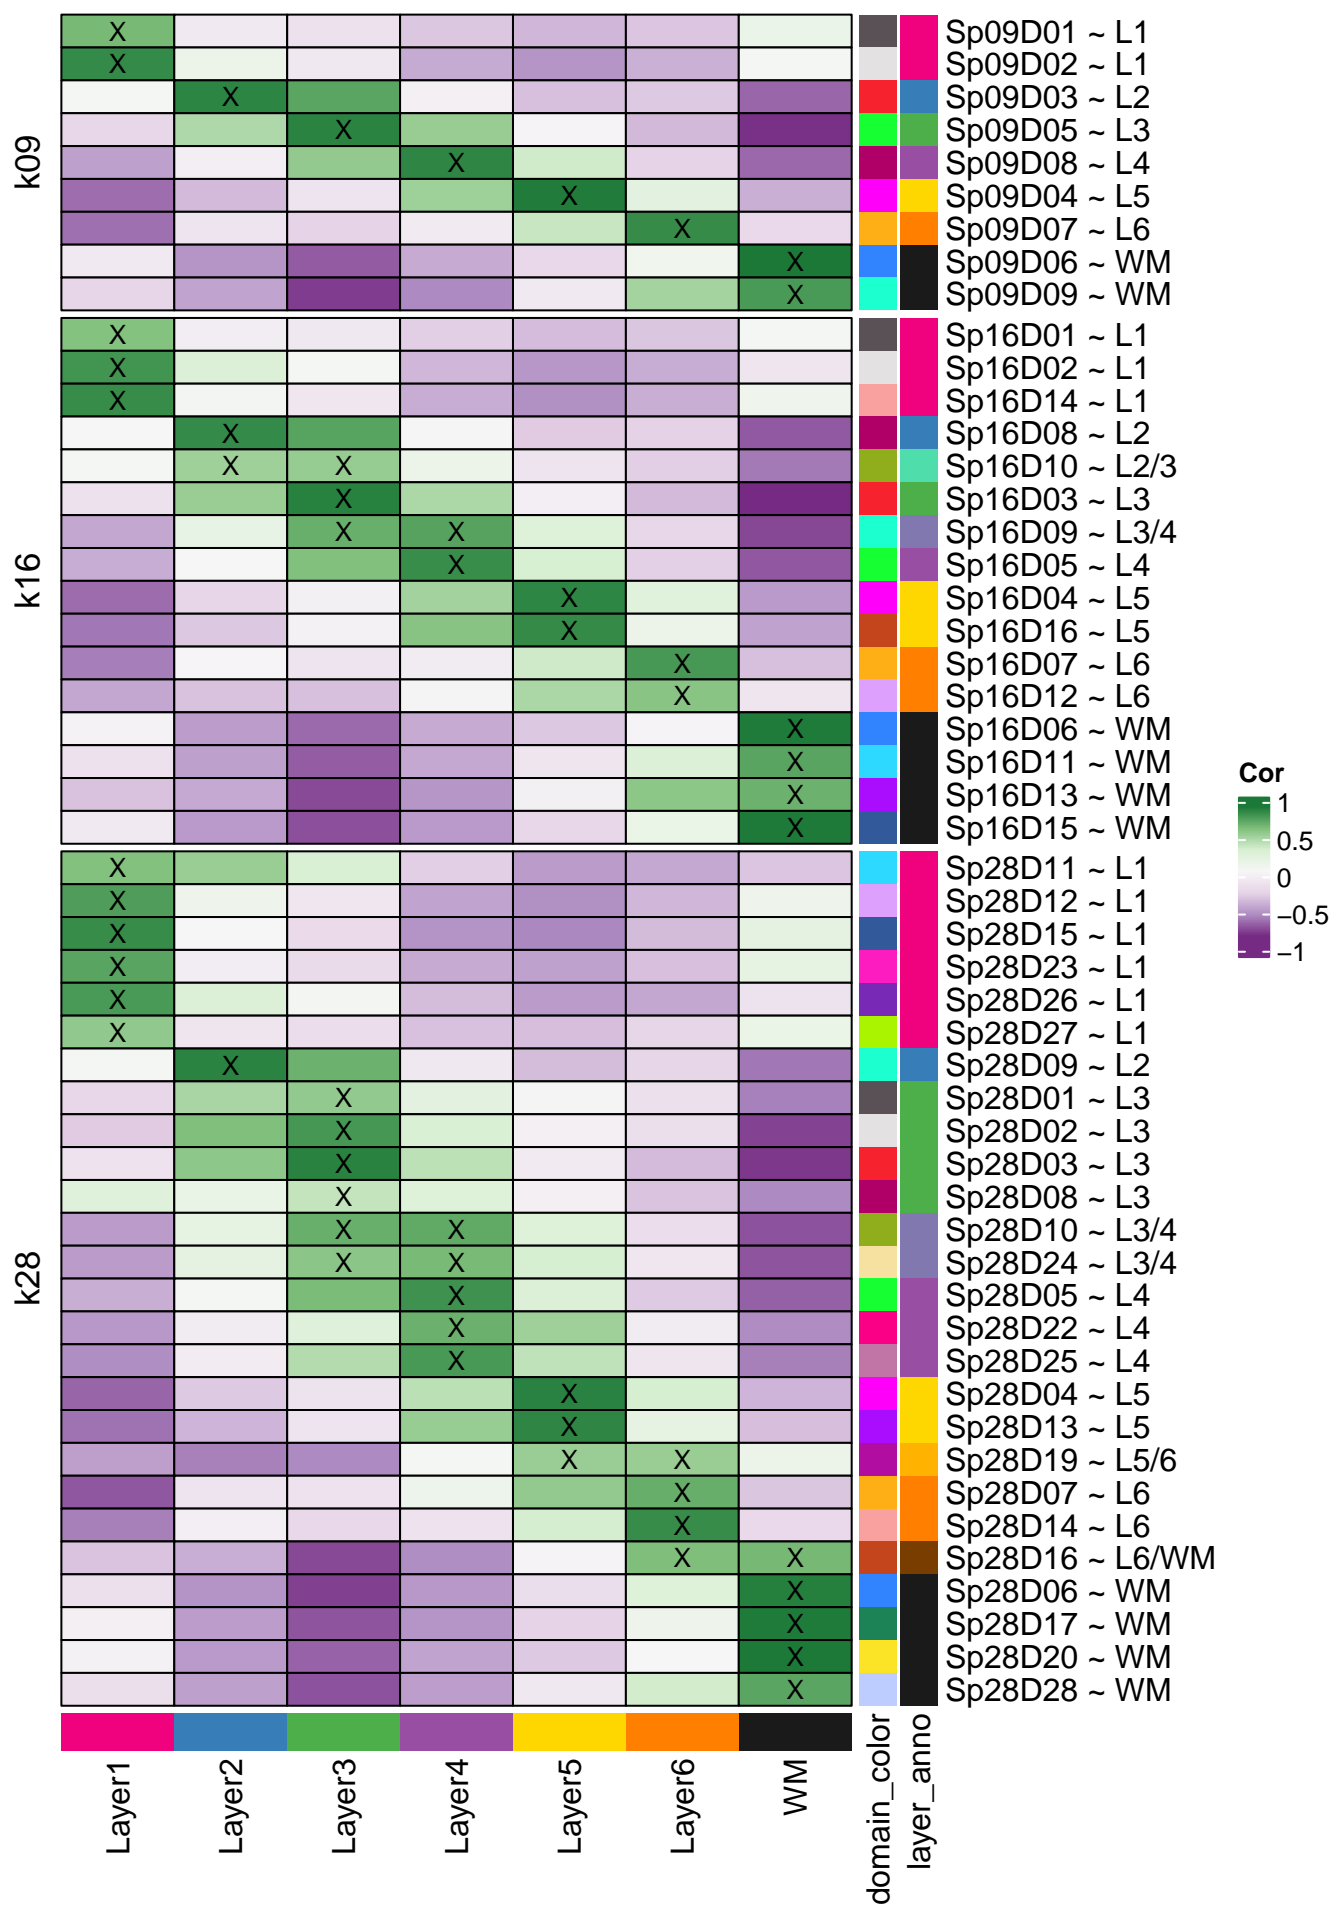 k09
X Sp09D01 ~ L1
X Sp09D02 ~ L1
X Sp09D03 ~ L2
X Sp09D05 ~ L3
X Sp09D08 ~ L4
X Sp09D04 ~ L5
X Sp09D07 ~ L6
X Sp09D06 ~ WM
X Sp09D09 ~ WM
k16
X Sp16D01 ~ L1
X Sp16D02 ~ L1
X Sp16D14 ~ L1
X Sp16D08 ~ L2
X X Sp16D10 ~ L2/3
X Sp16D03 ~ L3
X X Sp16D09 ~ L3/4
X Sp16D05 ~ L4
X Sp16D04 ~ L5
X Sp16D16 ~ L5
X Sp16D07 ~ L6
X Sp16D12 ~ L6
X Sp16D06 ~ WM
X Sp16D11 ~ WM
X Sp16D13 ~ WM
X Sp16D15 ~ WM
k28
X Sp28D11 ~ L1
X Sp28D12 ~ L1
X Sp28D15 ~ L1
X Sp28D23 ~ L1
X Sp28D26 ~ L1
X Sp28D27 ~ L1
X Sp28D09 ~ L2
X Sp28D01 ~ L3
X Sp28D02 ~ L3
X Sp28D03 ~ L3
X Sp28D08 ~ L3
X X Sp28D10 ~ L3/4
X X Sp28D24 ~ L3/4
X Sp28D05 ~ L4
X Sp28D22 ~ L4
X Sp28D25 ~ L4
X Sp28D04 ~ L5
X Sp28D13 ~ L5
X X Sp28D19 ~ L5/6
X Sp28D07 ~ L6
X Sp28D14 ~ L6
X X Sp28D16 ~ L6/WM
X Sp28D06 ~ WM
X Sp28D17 ~ WM
X Sp28D20 ~ WM
X Sp28D28 ~ WM
Layer1
Layer2
Layer3
Layer4
Layer5
Layer6
WM
domain_color
layer_anno
Cor
1
0.5
0
−0.5
−1